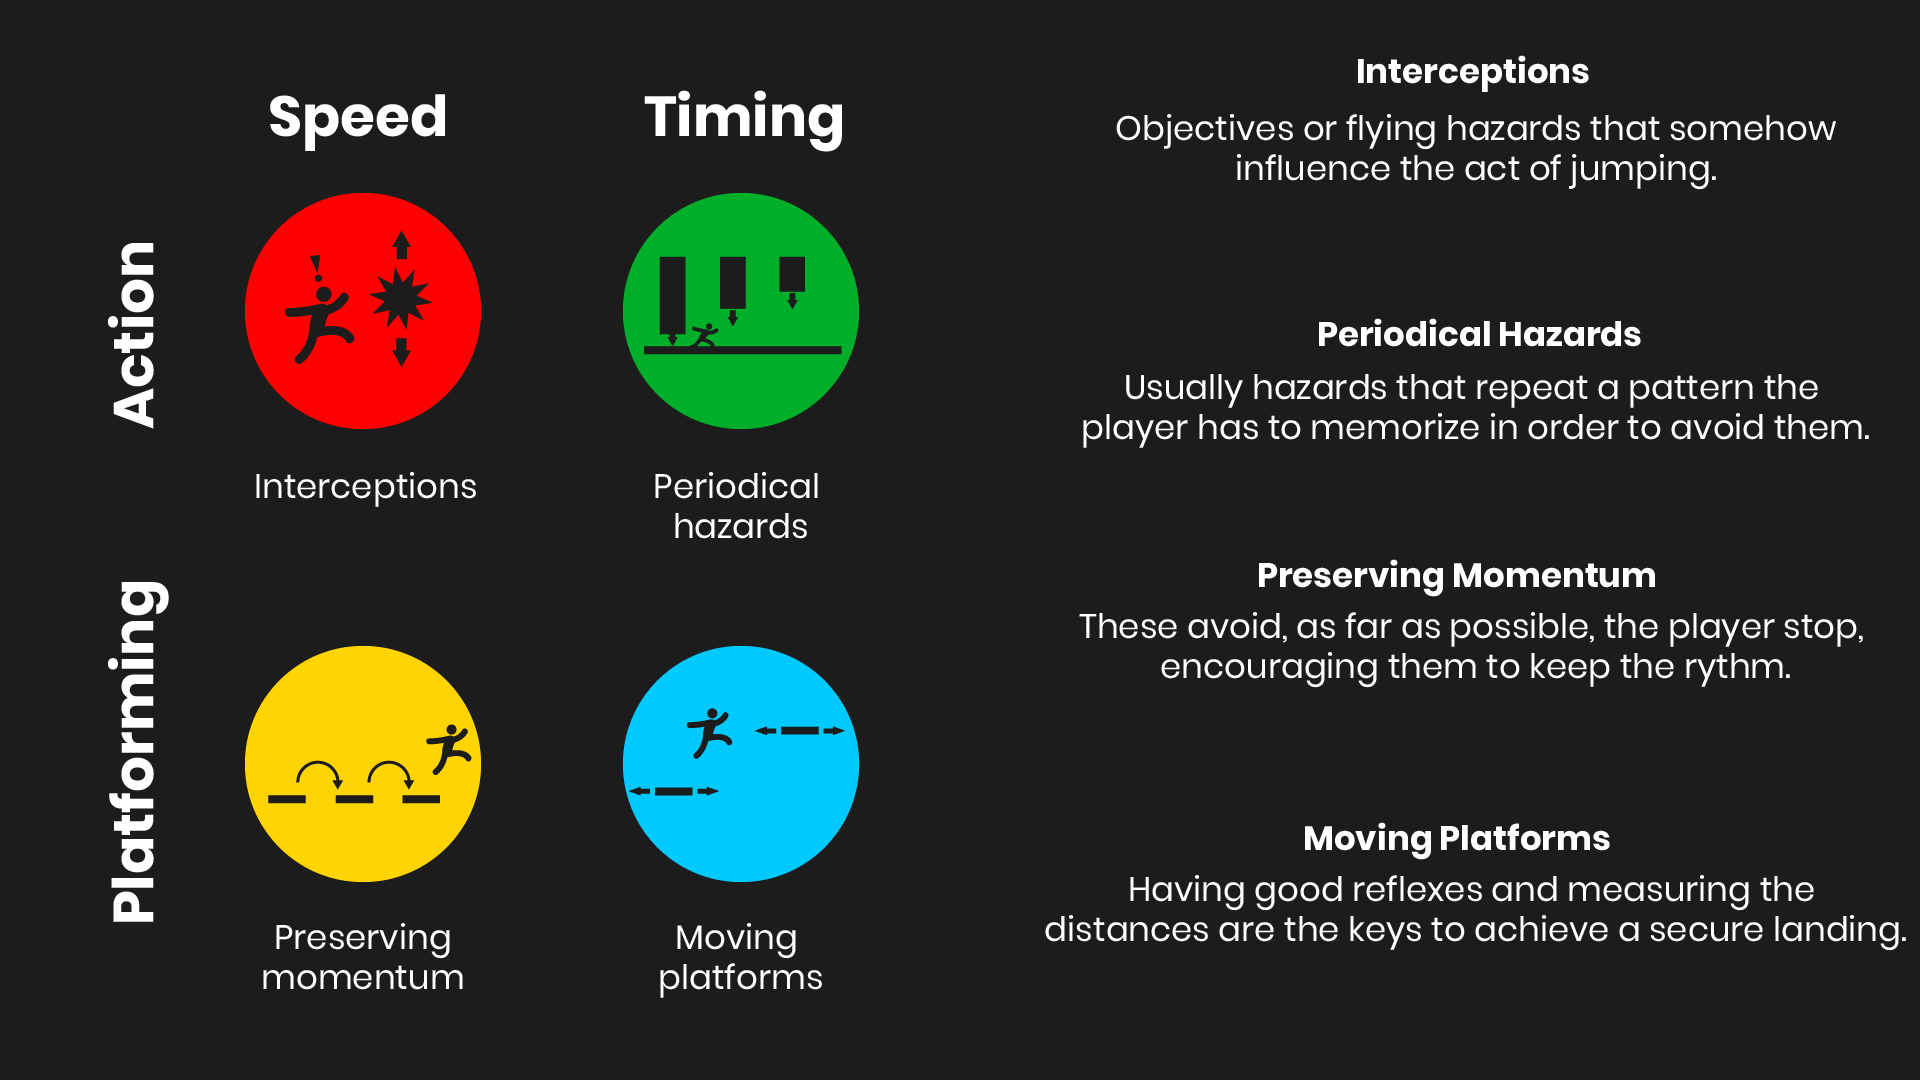 Speed
Timing
Action
Interceptions
Periodical
hazards
Platforming
Preserving
momentum
Moving
platforms
Interceptions
Objectives or flying hazards that somehow
influence the act of jumping.
Periodical Hazards
Usually hazards that repeat a pattern the
player has to memorize in order to avoid them.
Preserving Momentum
These avoid, as far as possible, the player stop,
encouraging them to keep the rythm.
Moving Platforms
Having good reflexes and measuring the
distances are the keys to achieve a secure landing.